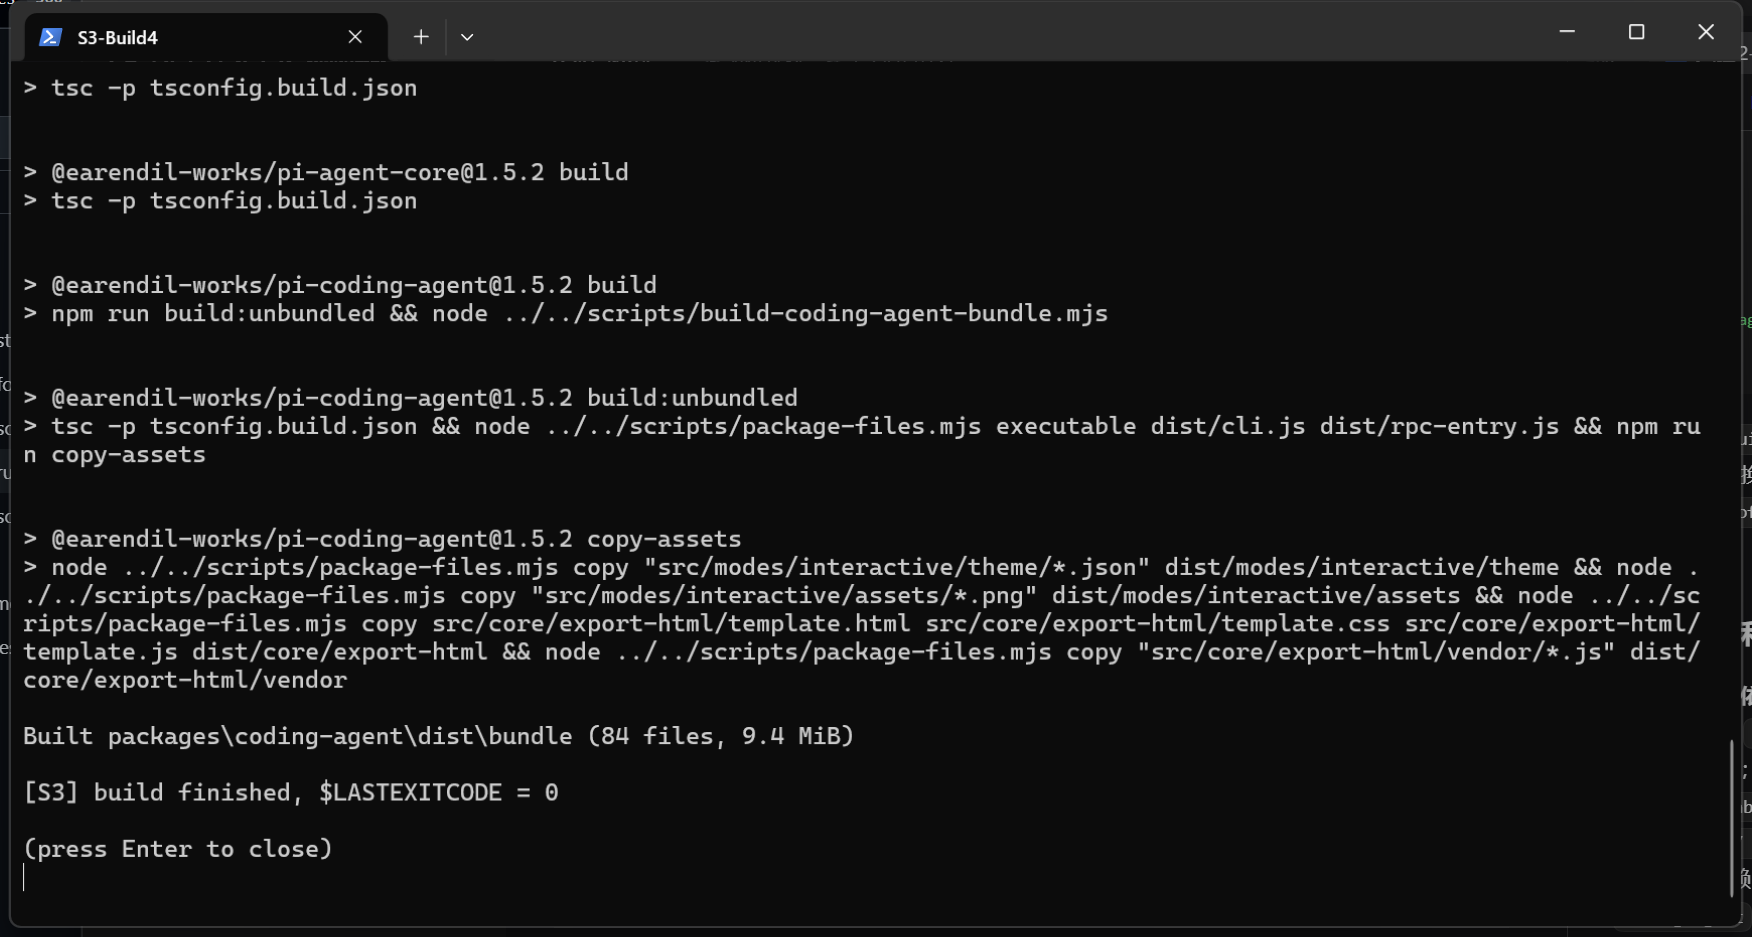 S3-Build4
> tsc -p tsconfig.build.json
> @earendil-works/pi-agent-core@1.5.2 build
> tsc -p tsconfig.build.json
> @earendil-works/pi-coding-agent@1.5.2 build
> npm run build:unbundled && node ../../scripts/build-coding-agent-bundle.mjs
> @earendil-works/pi-coding-agent@1.5.2 build:unbundled
> tsc -p tsconfig.build.json && node ../../scripts/package-files.mjs executable dist/cli.js dist/rpc-entry.js && npm ru
n copy-assets
> @earendil-works/pi-coding-agent@1.5.2 copy-assets
> node ../../scripts/package-files.mjs copy "src/modes/interactive/theme/*.json" dist/modes/interactive/theme && node .
./../scripts/package-files.mjs copy "src/modes/interactive/assets/*.png" dist/modes/interactive/assets && node ../../sc
ripts/package-files.mjs copy src/core/export-html/template.html src/core/export-html/template.css src/core/export-html/
template.js dist/core/export-html && node ../../scripts/package-files.mjs copy "src/core/export-html/vendor/*.js" dist/
core/export-html/vendor
Built packages\coding-agent\dist\bundle (84 files, 9.4 MiB)
[S3] build finished, $LASTEXITCODE = 0
(press Enter to close)